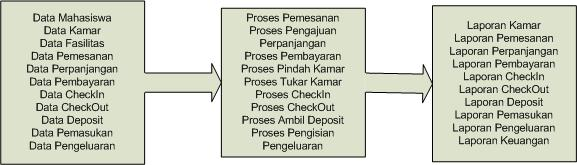 Data Mahasiswa
Data Kamar
Data Fasilitas
Data Pemesanan
Data Perpanjangan
Data Pembayaran
Data CheckIn
Data CheckOut
Data Deposit
Data Pemasukan
Data Pengeluaran
Proses Pemesanan
Proses Pengajuan
Perpanjangan
Proses Pembayaran
Proses Pindah Kamar
Proses Tukar Kamar
Proses CheckIn
Proses CheckOut
Proses Ambil Deposit
Proses Pengisian
Pengeluaran
Laporan Kamar
Laporan Pemesanan
Laporan Perpanjangan
Laporan Pembayaran
Laporan CheckIn
Laporan CheckOut
Laporan Deposit
Laporan Pemasukan
Laporan Pengeluaran
Laporan Keuangan